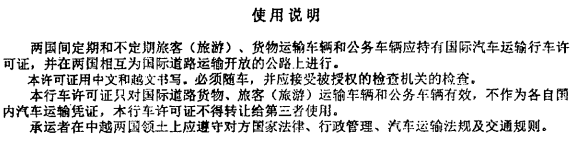 使用说明
两国间定期和不定期旅客（旅游）、货物运输车辆和公务车辆应持有国际汽车运输行车许
可证，并在两国相互为国际道路运输开放的公路上进行。
本许可证用中文和越文书写。必须随车，并应接受被授权的检查机关的检查。
本行车许可证只对国际道路货物、旅客（旅游）运输车辆和公务车辆有效，不作为各自国
内汽车运输凭证，本行车许可证不得转让给第三者使用。
承运者在中越两国领土上应遵守对方国家法律、行政管理、汽车运输法规及交通规则。